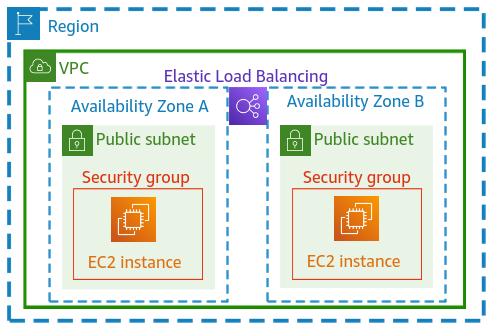 Region
VPC
Elastic Load Balancing
Availability Zone A
Public subnet
Security group
EC2 instance
Availability Zone B
Public subnet
Security group
EC2 instance